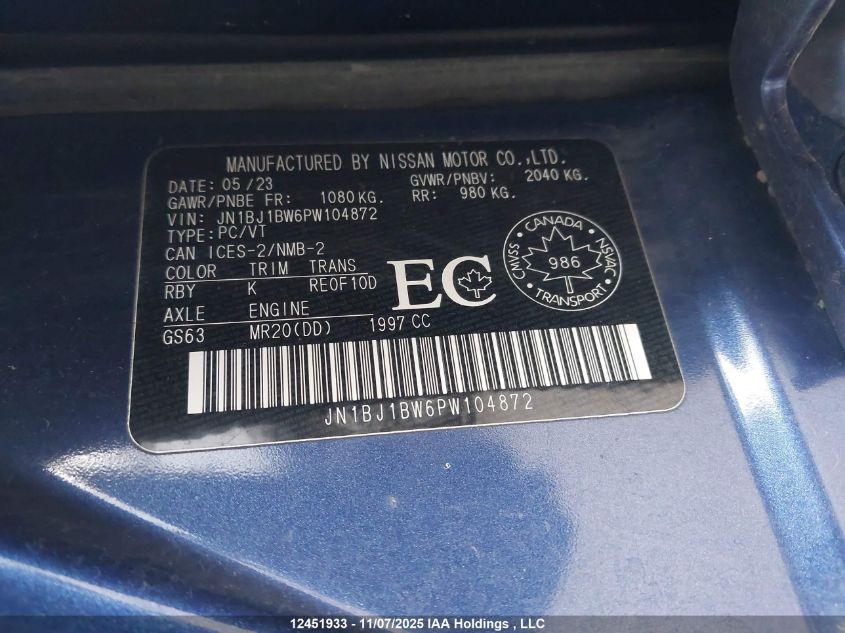 MANUFACTURED BY NISSAN MOTOR CO.,LTD.
DATE: 05/23 GVWR/PNBV: 2040 KG.
GAWR/PNBE FR: 1080 KG. RR: 980 KG.
VIN: JN1BJ1BW6PW104872
TYPE: PC/VT
CAN ICES-2/NMB-2
COLOR TRIM TRANS
RBY K RE0F10D
AXLE ENGINE
GS63 MR20(DD) 1997 CC
EC
CANADA
CMVSS 986 NSVAC
TRANSPORT
JN1BJ1BW6PW104872
12451933 - 11/07/2025 IAA Holdings , LLC